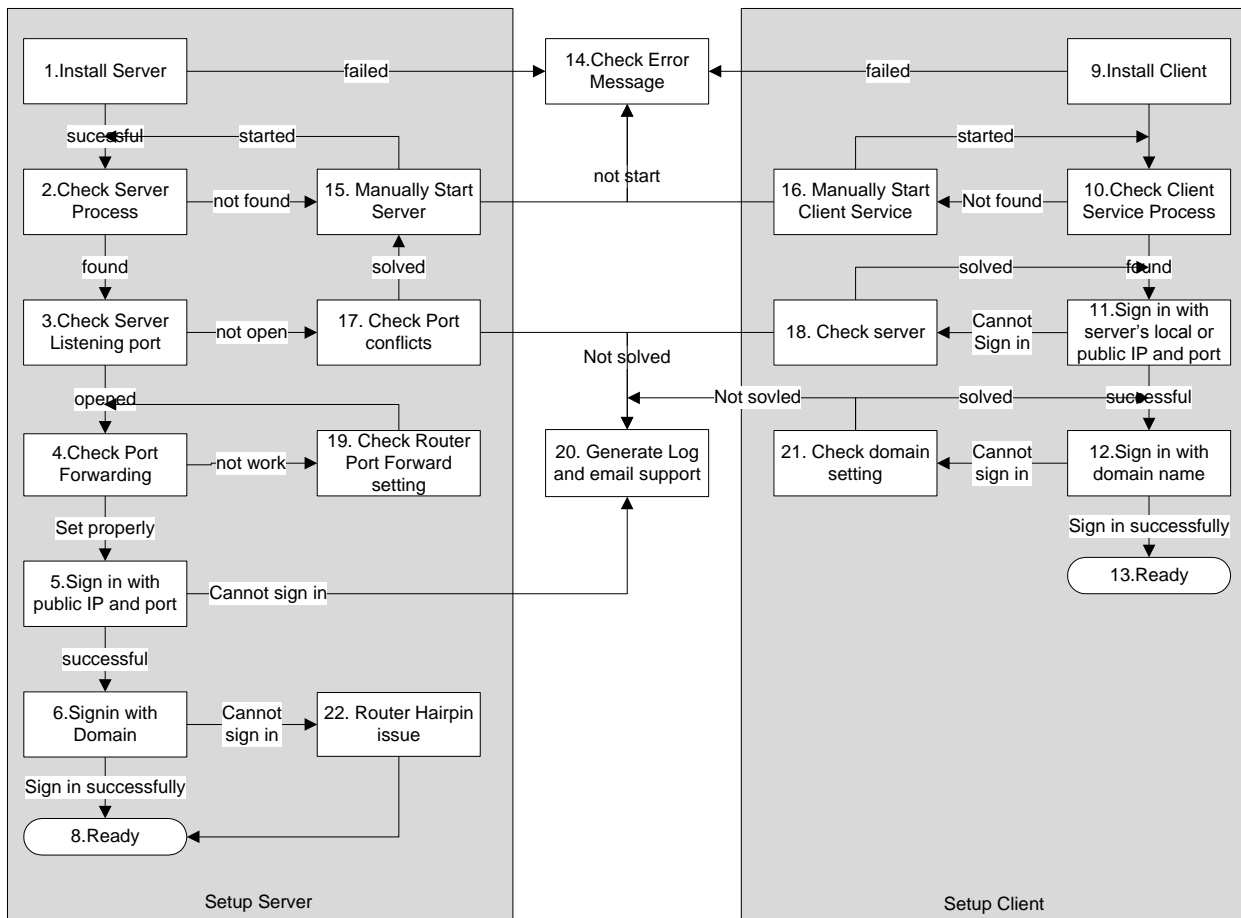 1.Install Server
failed
14.Check Error
Message
failed
9.Install Client
sucessful
started
started
2.Check Server
Process
not found
15. Manually Start
Server
not start
16. Manually Start
Client Service
Not found
10.Check Client
Service Process
found
solved
solved
found
3.Check Server
Listening port
not open
17. Check Port
conflicts
Not solved
18. Check server
Cannot
Sign in
11.Sign in with
server's local or
public IP and port
opened
Not sovled
solved
successful
4.Check Port
Forwarding
not work
19. Check Router
Port Forward
setting
20. Generate Log
and email support
21. Check domain
setting
Cannot
sign in
12.Sign in with
domain name
Set properly
Sign in successfully
5.Sign in with
public IP and port
Cannot sign in
13.Ready
successful
6.Signin with
Domain
Cannot
sign in
22. Router Hairpin
issue
Sign in successfully
8.Ready
Setup Server
Setup Client